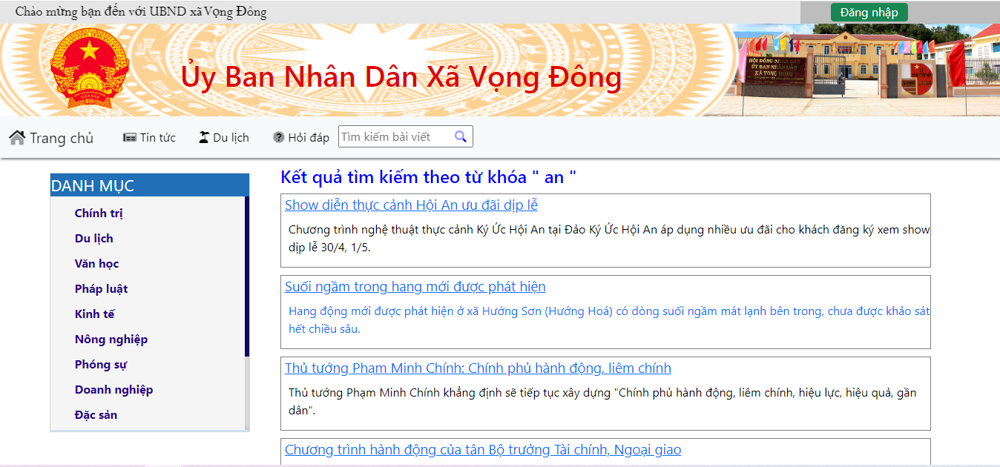 Chào mừng bạn đến với UBND xã Vọng Đông
Đăng nhập
Ủy Ban Nhân Dân Xã Vọng Đông
HỘI ĐỒNG NHÂN DÂN
ỦY BAN NHÂN DÂN
XÃ VỌNG ĐÔNG
VIỆT NAM
Trang chủ
Tin tức
Du lịch
Hỏi đáp
Tìm kiếm bài viết
DANH MỤC
Chính trị
Du lịch
Văn học
Pháp luật
Kinh tế
Nông nghiệp
Phóng sự
Doanh nghiệp
Đặc sản
Kết quả tìm kiếm theo từ khóa " an "
Show diễn thực cảnh Hội An ưu đãi dịp lễ
Chương trình nghệ thuật thực cảnh Ký Ức Hội An tại Đảo Ký Ức Hội An áp dụng nhiều ưu đãi cho khách đăng ký xem show
dịp lễ 30/4, 1/5.
Suối ngầm trong hang mới được phát hiện
Hang động mới được phát hiện ở xã Hướng Sơn (Hướng Hoá) có dòng suối ngầm mát lạnh bên trong, chưa được khảo sát
hết chiều sâu.
Thủ tướng Phạm Minh Chính: Chính phủ hành động, liêm chính
Thủ tướng Phạm Minh Chính khẳng định sẽ tiếp tục xây dựng "Chính phủ hành động, liêm chính, hiệu lực, hiệu quả, gần
dân".
Chương trình hành động của tân Bộ trưởng Tài chính, Ngoại giao